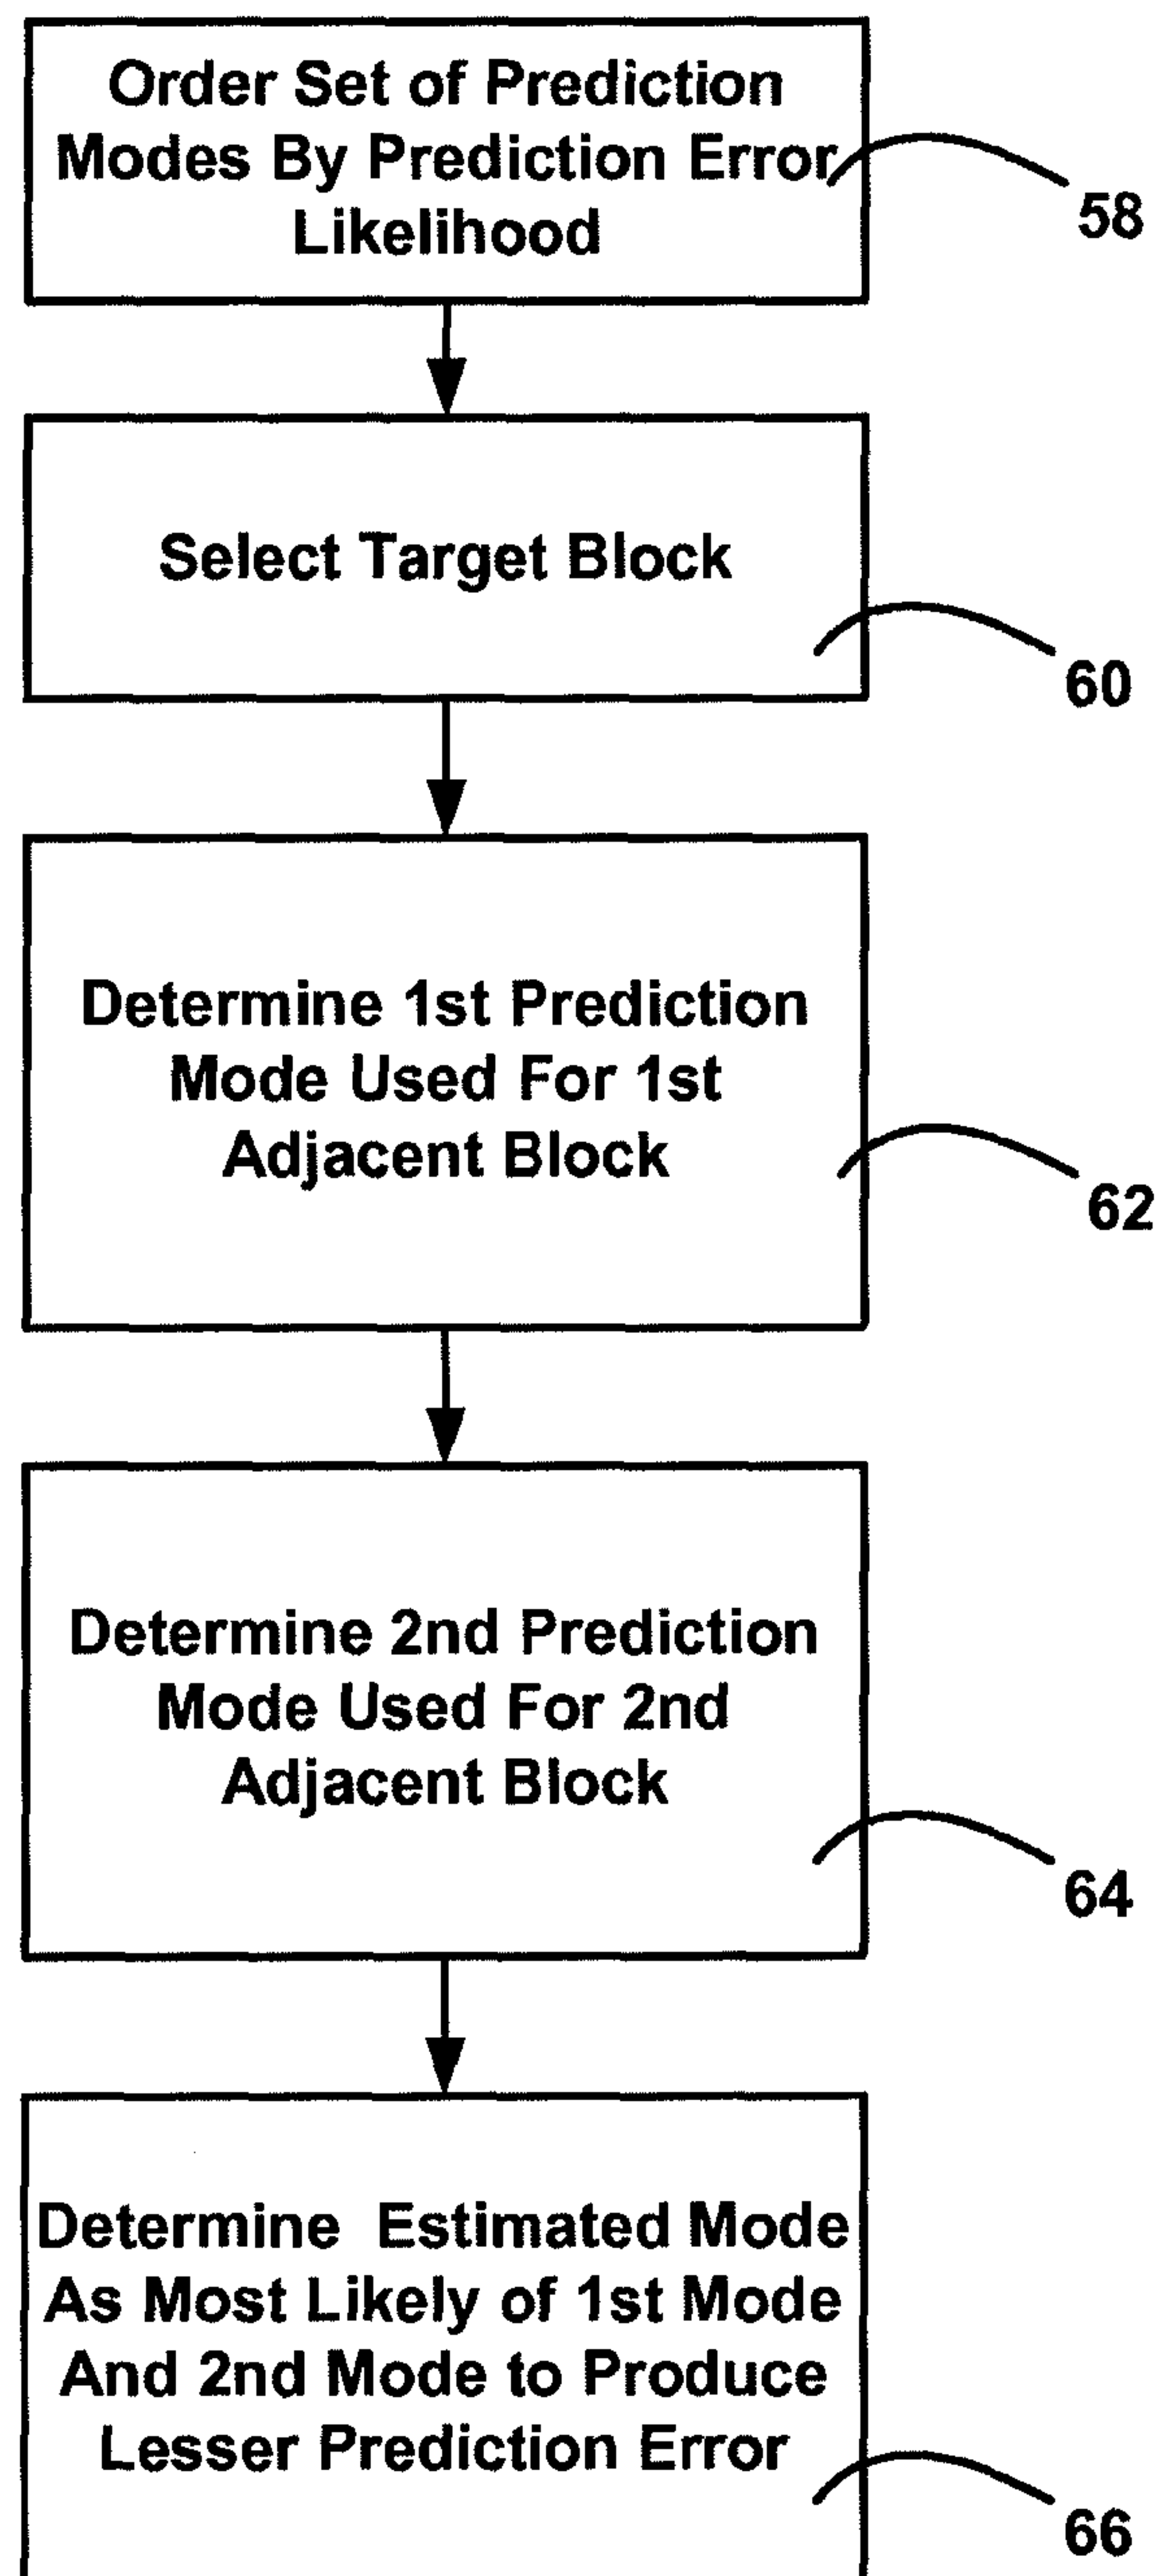 Order Set of Prediction
Modes By Prediction Error
Likelihood
58
Select Target Block
60
Determine 1st Prediction
Mode Used For 1st
Adjacent Block
62
Determine 2nd Prediction
Mode Used For 2nd
Adjacent Block
64
Determine Estimated Mode
As Most Likely of 1st Mode
And 2nd Mode to Produce
Lesser Prediction Error
66